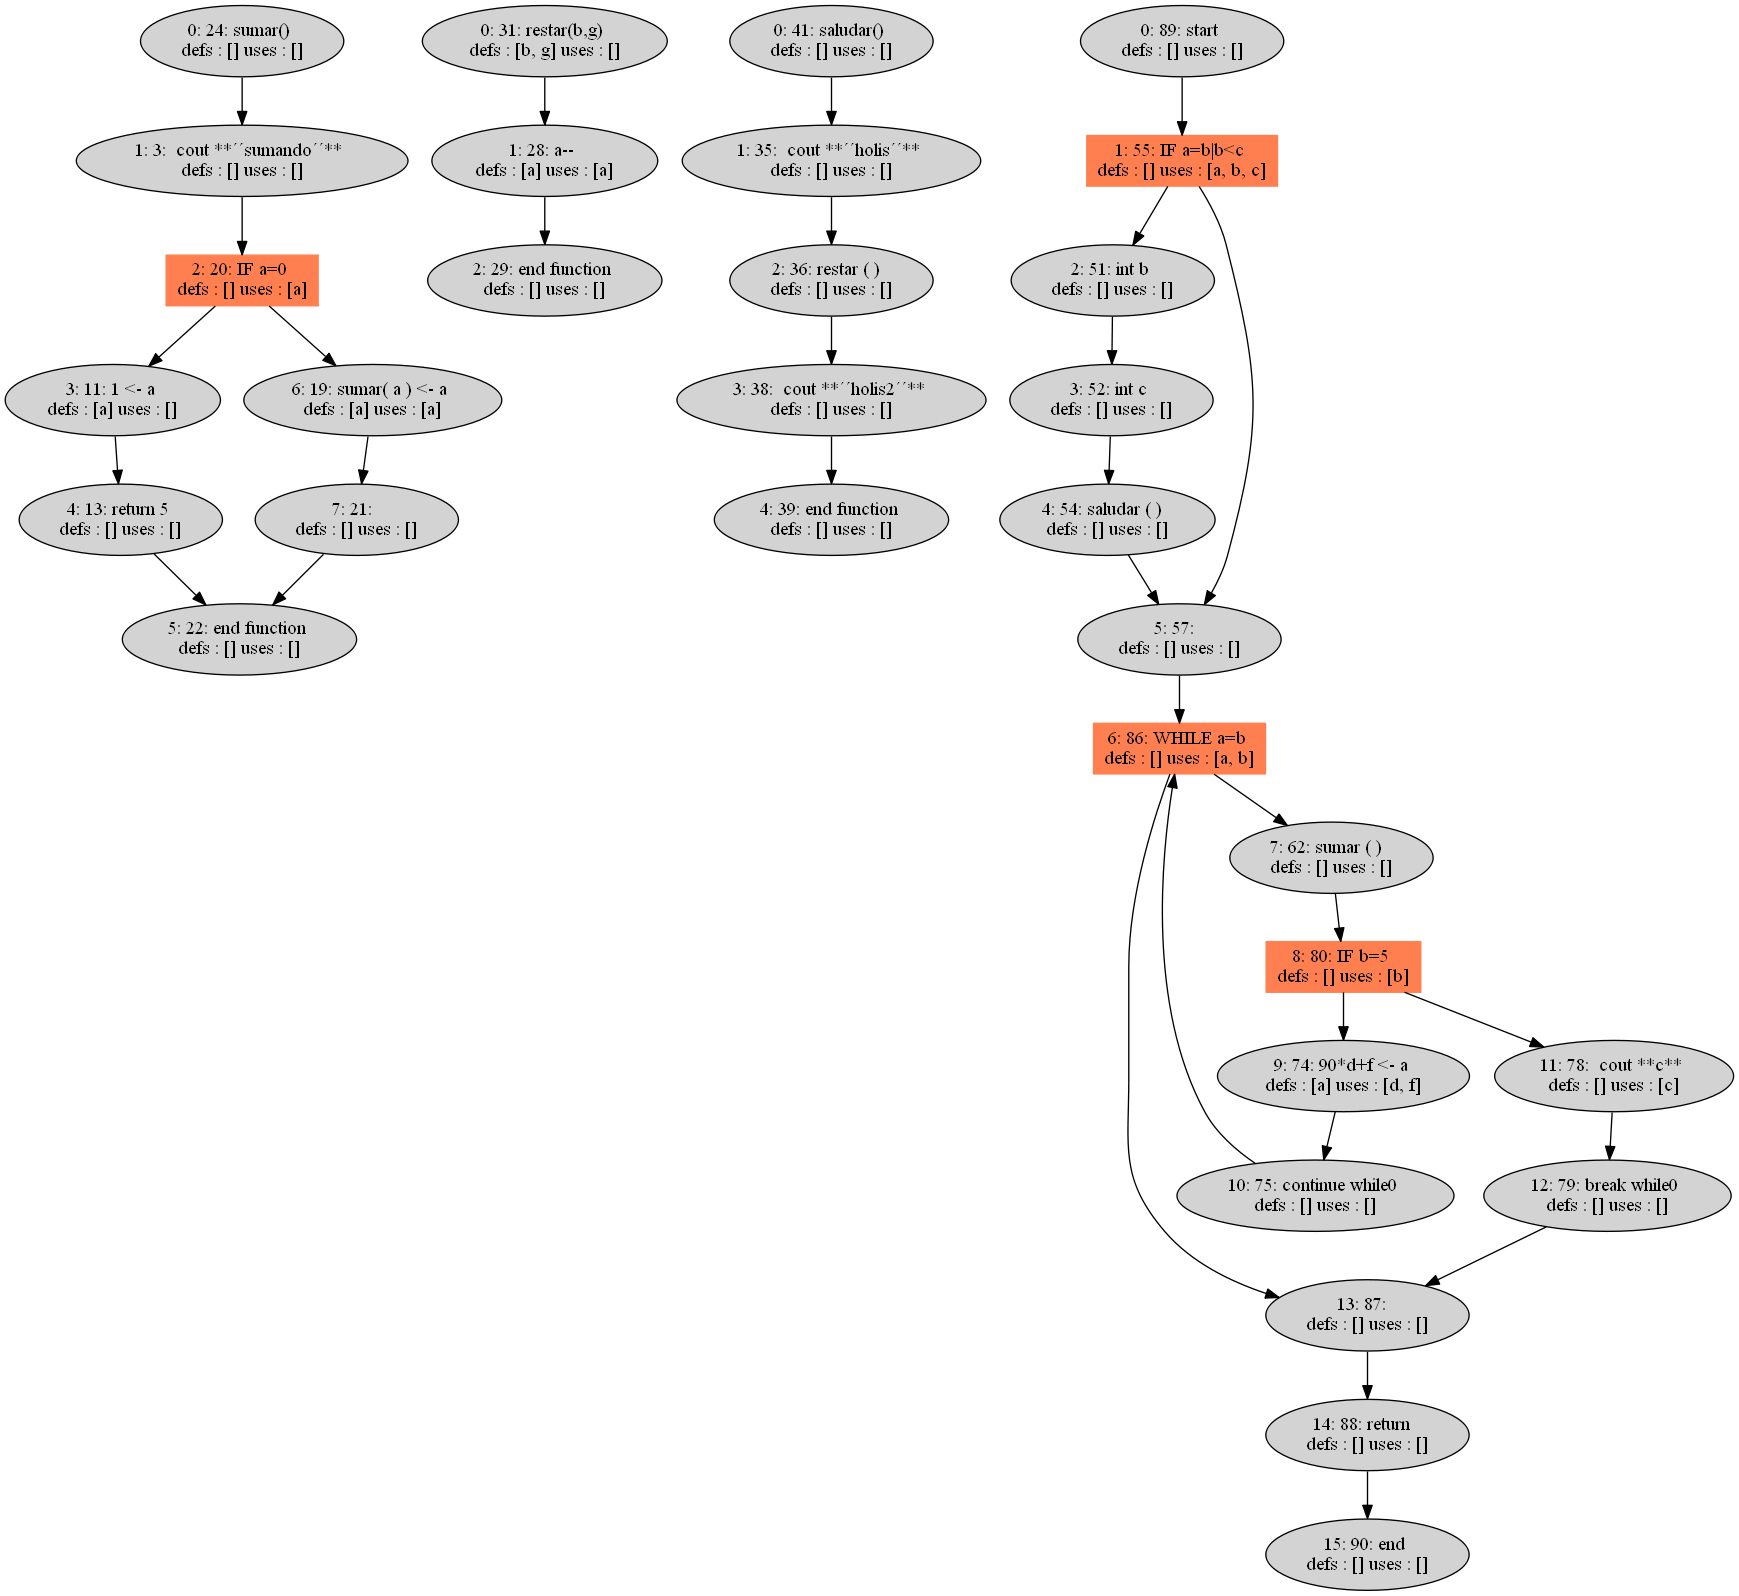 0: 24: sumar()
defs : [] uses : []
1: 3:  cout **´´sumando´´**
defs : [] uses : []
2: 20: IF a=0
defs : [] uses : [a]
3: 11: 1 <- a
defs : [a] uses : []
6: 19: sumar( a ) <- a
defs : [a] uses : [a]
4: 13: return 5
defs : [] uses : []
7: 21:
defs : [] uses : []
5: 22: end function
defs : [] uses : []
0: 31: restar(b,g)
defs : [b, g] uses : []
1: 28: a--
defs : [a] uses : [a]
2: 29: end function
defs : [] uses : []
0: 41: saludar()
defs : [] uses : []
1: 35:  cout **´´holis´´**
defs : [] uses : []
2: 36: restar ( )
defs : [] uses : []
3: 38:  cout **´´holis2´´**
defs : [] uses : []
4: 39: end function
defs : [] uses : []
0: 89: start
defs : [] uses : []
1: 55: IF a=b|b<c
defs : [] uses : [a, b, c]
2: 51: int b
defs : [] uses : []
3: 52: int c
defs : [] uses : []
4: 54: saludar ( )
defs : [] uses : []
5: 57:
defs : [] uses : []
6: 86: WHILE a=b
defs : [] uses : [a, b]
7: 62: sumar ( )
defs : [] uses : []
8: 80: IF b=5
defs : [] uses : [b]
9: 74: 90*d+f <- a
defs : [a] uses : [d, f]
11: 78:  cout **c**
defs : [] uses : [c]
10: 75: continue while0
defs : [] uses : []
12: 79: break while0
defs : [] uses : []
13: 87:
defs : [] uses : []
14: 88: return
defs : [] uses : []
15: 90: end
defs : [] uses : []